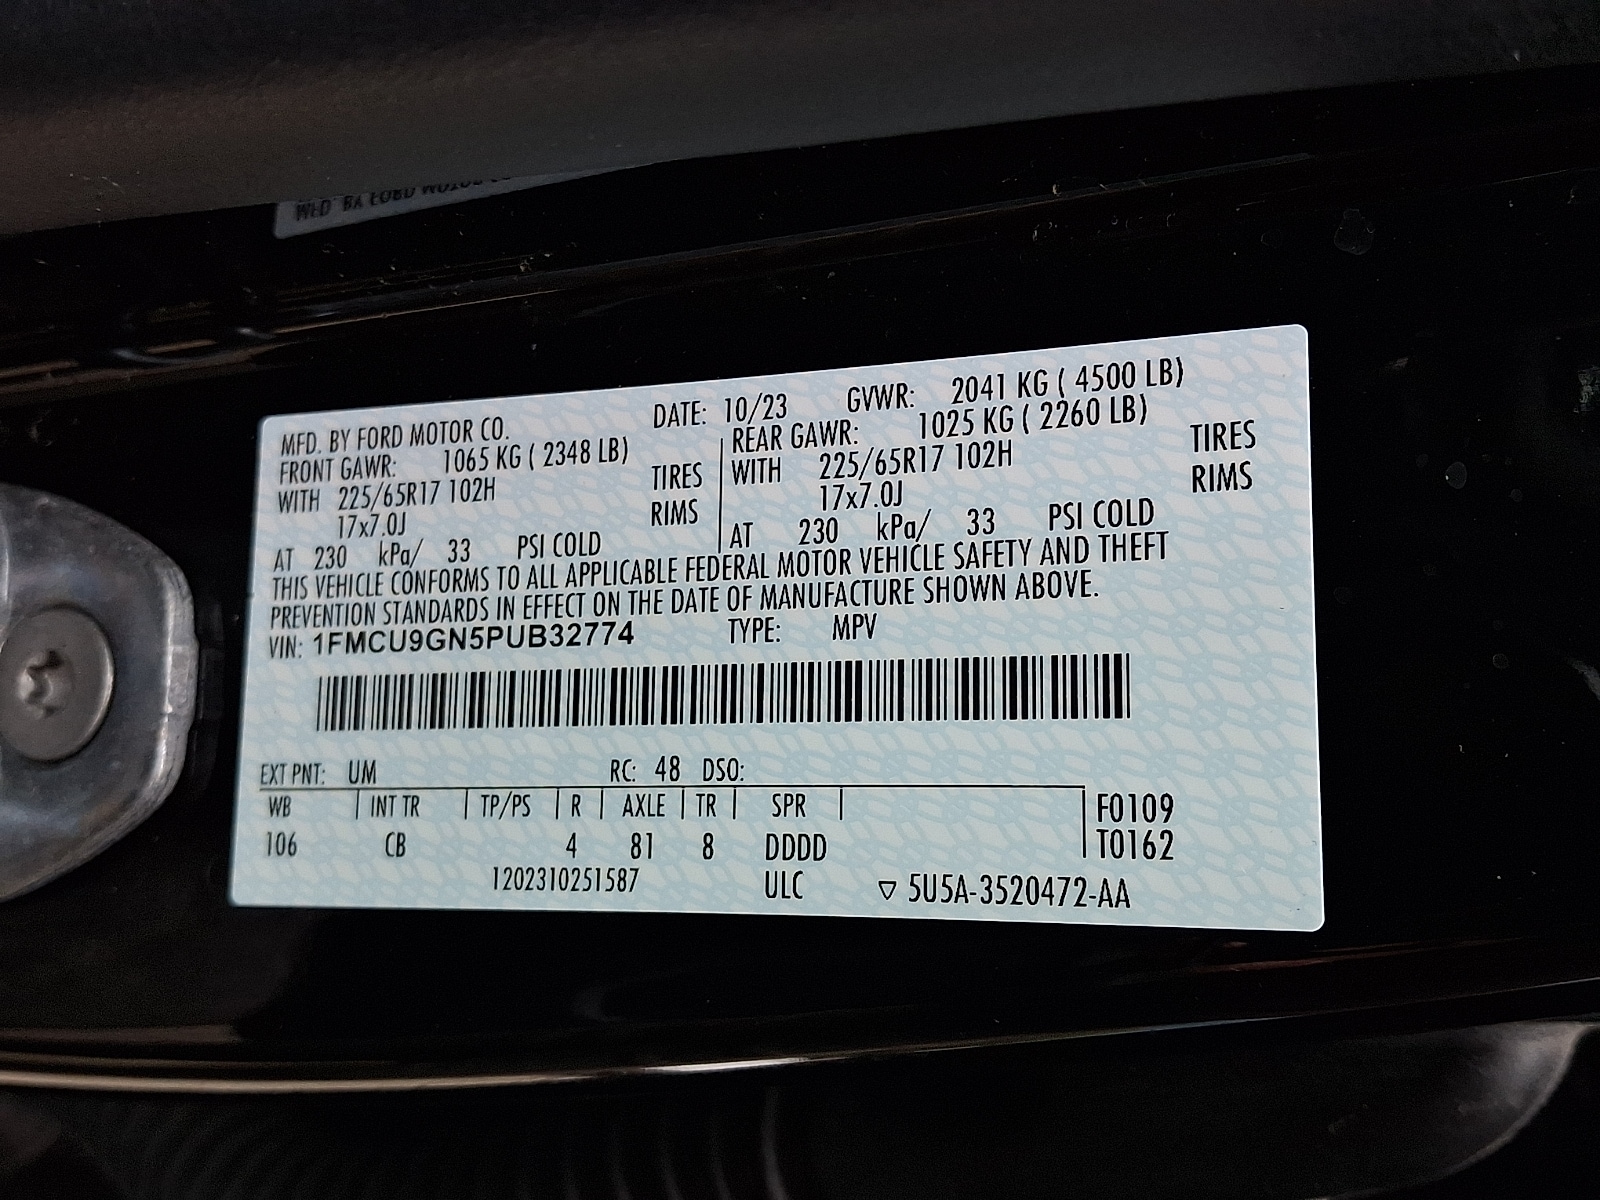 MFD. BY FORD MOTOR CO. DATE: 10/23 GVWR: 2041 KG ( 4500 LB)
FRONT GAWR: 1065 KG ( 2348 LB) REAR GAWR: 1025 KG ( 2260 LB)
WITH 225/65R17 102H TIRES WITH 225/65R17 102H TIRES
17x7.0J RIMS 17x7.0J RIMS
AT 230 kPa/ 33 PSI COLD AT 230 kPa/ 33 PSI COLD
THIS VEHICLE CONFORMS TO ALL APPLICABLE FEDERAL MOTOR VEHICLE SAFETY AND THEFT
PREVENTION STANDARDS IN EFFECT ON THE DATE OF MANUFACTURE SHOWN ABOVE.
VIN: 1FMCU9GN5PUB32774 TYPE: MPV
EXT PNT: UM RC: 48 DSO:
WB INT TR TP/PS R AXLE TR SPR F0109
106 CB 4 81 8 DDDD T0162
1202310251587 ULC ▽ 5U5A-3520472-AA